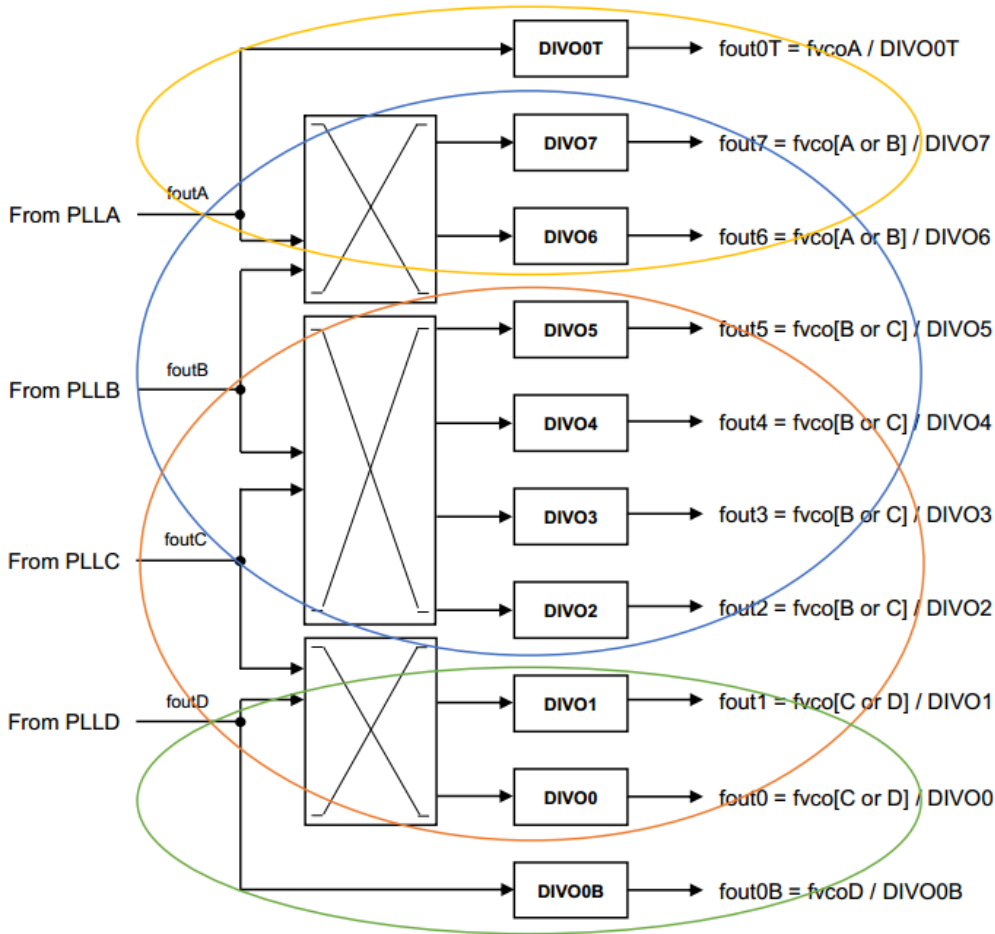 DIVO0T
fout0T = fvcoA / DIVO0T
DIVO7
fout7 = fvco[A or B] / DIVO7
foutA
From PLLA
DIVO6
fout6 = fvco[A or B] / DIVO6
DIVO5
fout5 = fvco[B or C] / DIVO5
foutB
From PLLB
DIVO4
fout4 = fvco[B or C] / DIVO4
DIVO3
fout3 = fvco[B or C] / DIVO3
foutC
From PLLC
DIVO2
fout2 = fvco[B or C] / DIVO2
foutD
From PLLD
DIVO1
fout1 = fvco[C or D] / DIVO1
DIVO0
fout0 = fvco[C or D] / DIVO0
DIVO0B
fout0B = fvcoD / DIVO0B